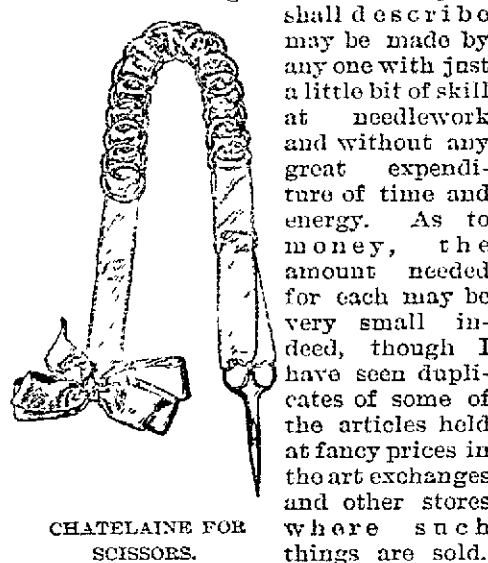 shall describe
may be made by
any one with just
a little bit of skill
at needlework
and without any
great expendi-
ture of time and
energy. As to
money, the
amount needed
for each may be
very small in-
deed, though I
have seen dupli-
cates of some of
the articles held
at fancy prices in
the art exchanges
and other stores
where such
things are sold.
CHATELAINE FOR
SCISSORS.